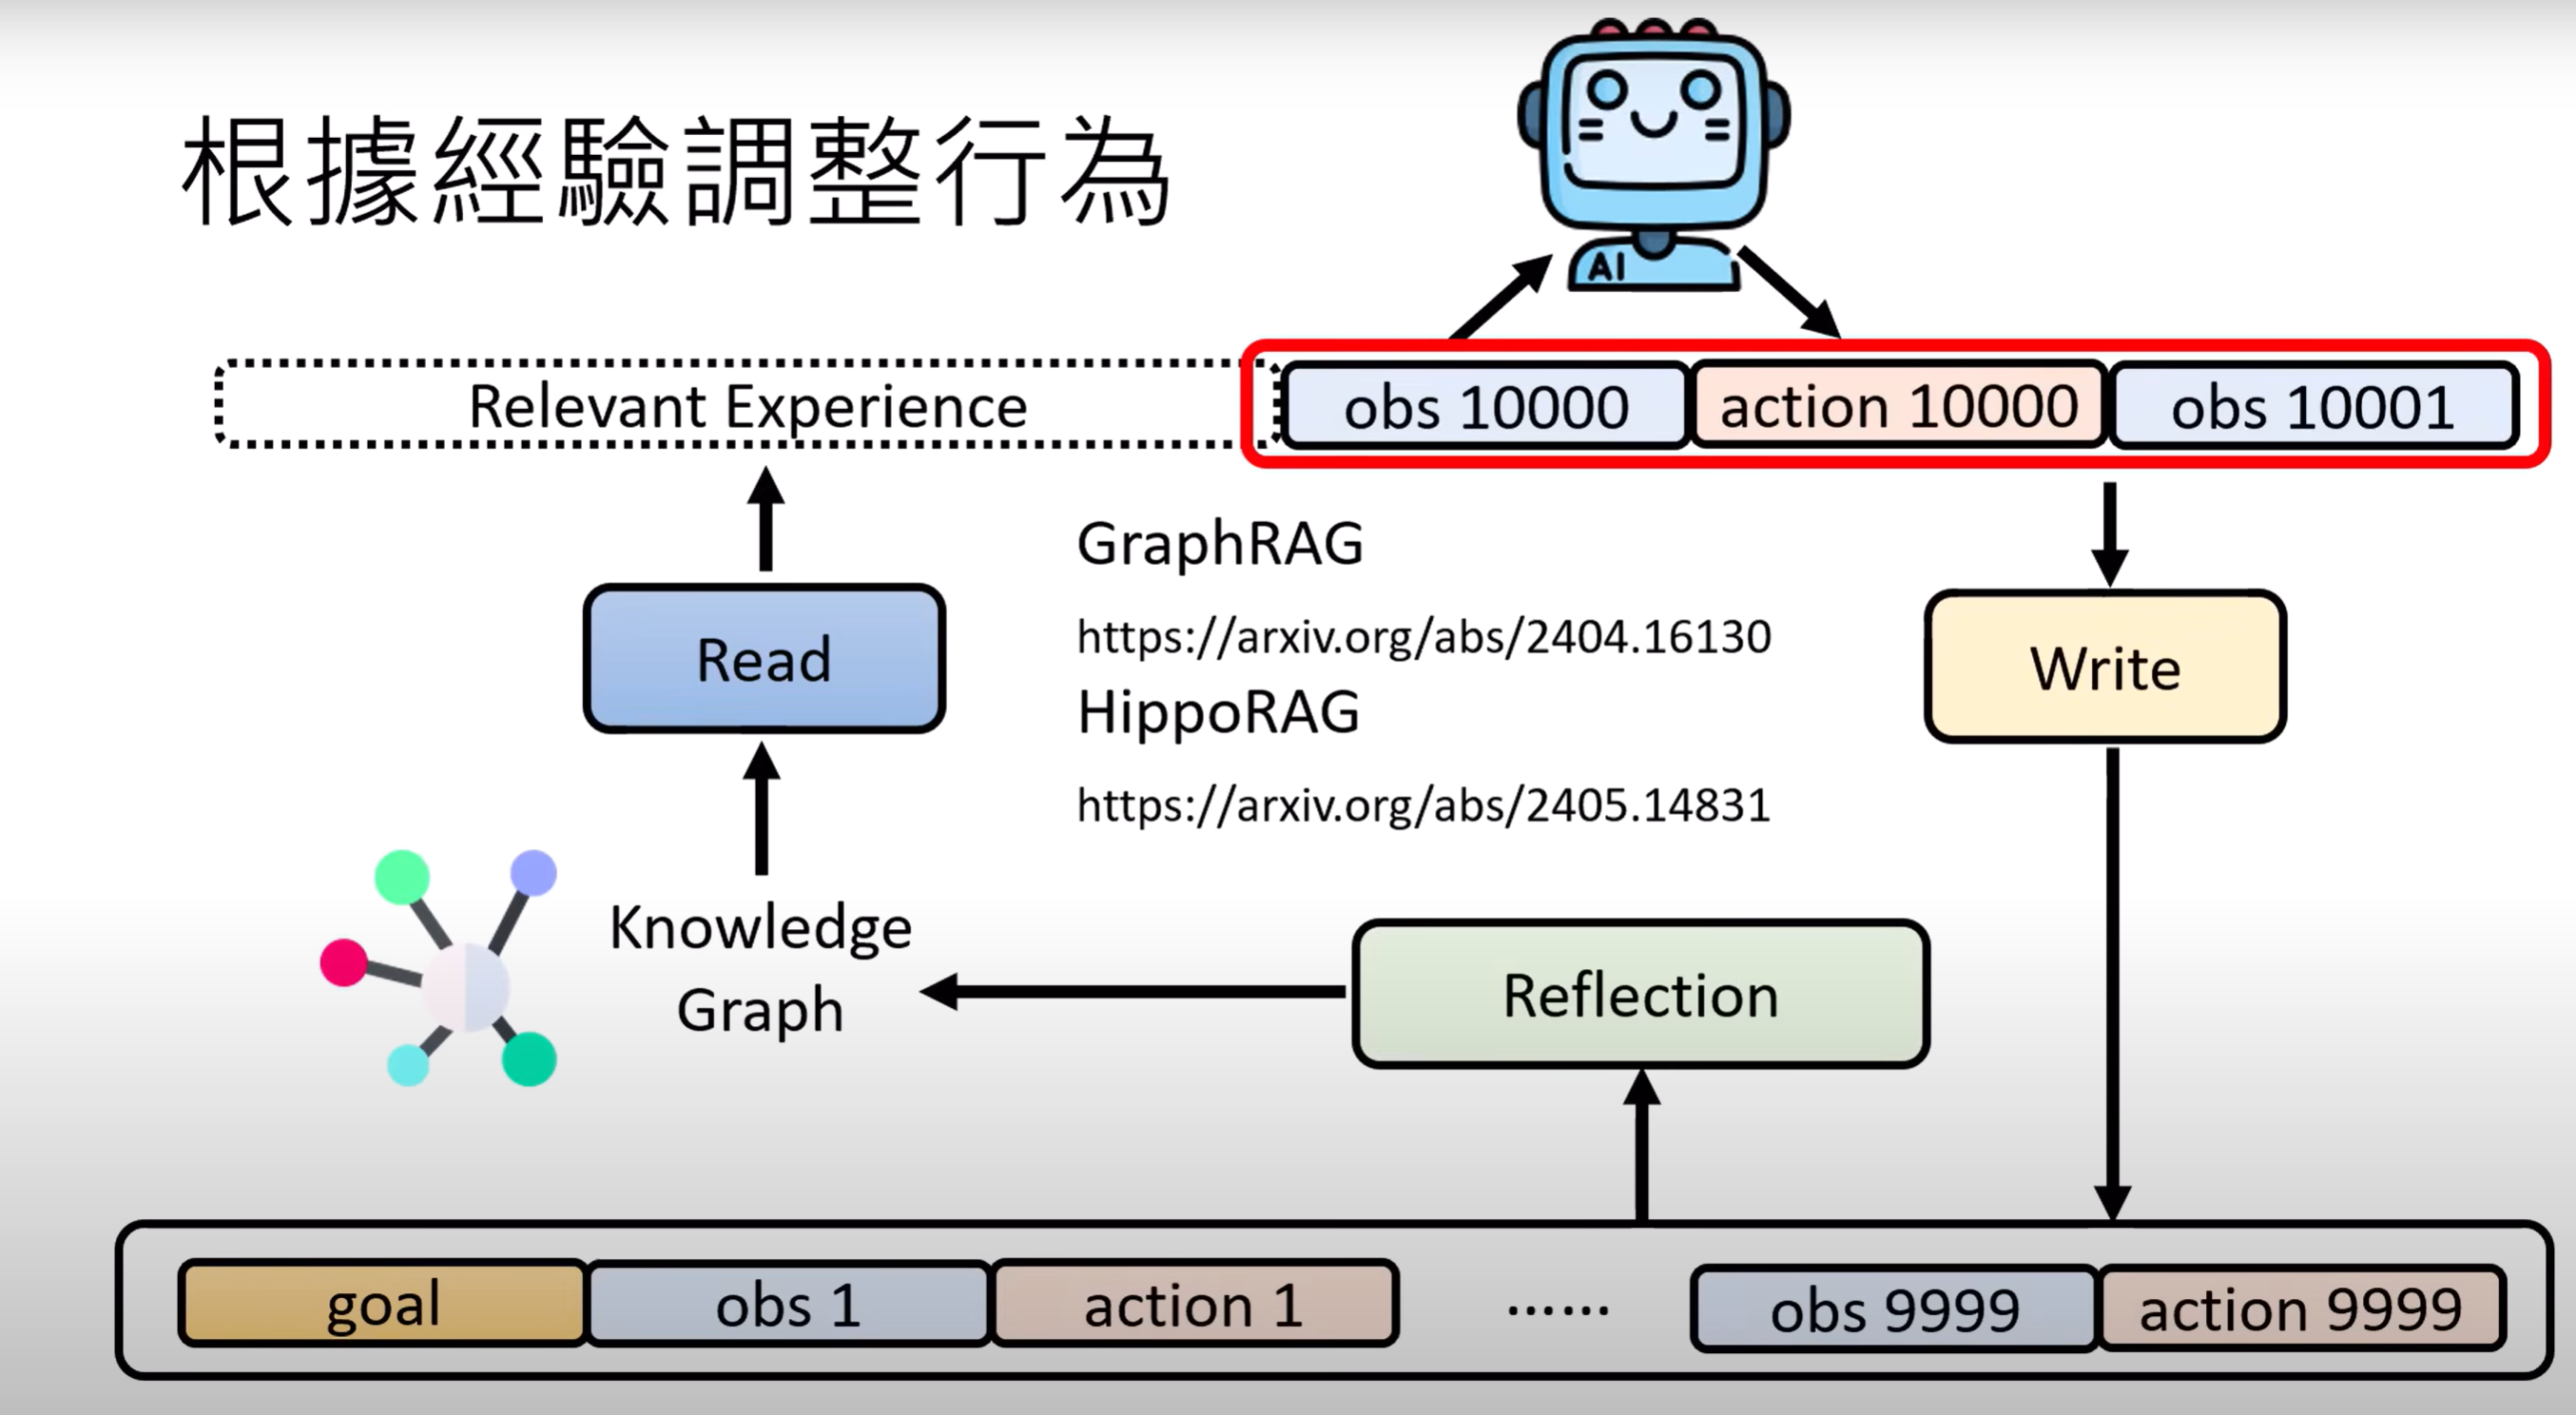 根據經驗調整行為
AI
Relevant Experience
obs 10000
action 10000
obs 10001
GraphRAG
https://arxiv.org/abs/2404.16130
HippoRAG
https://arxiv.org/abs/2405.14831
Read
Write
Knowledge
Graph
Reflection
goal
obs 1
action 1
......
obs 9999
action 9999